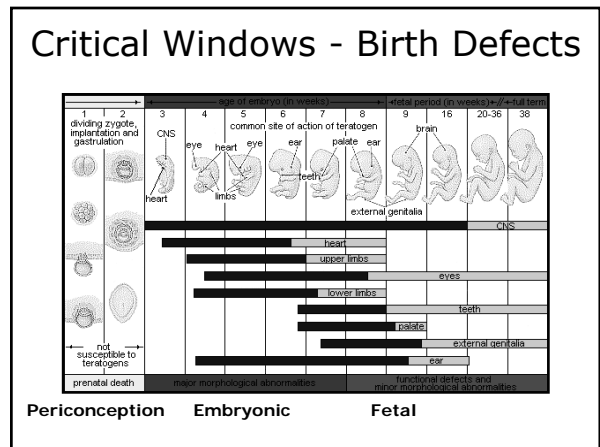 Critical Windows - Birth Defects
age of embryo (in weeks)
fetal period (in weeks)
full term
1 2 3 4 5 6 7 8 9 16 20-36 38
dividing zygote,
implantation and
gastrulation
common site of action of teratogen
CNS
eye
heart
eye
ear
palate
ear
brain
teeth
heart
limbs
external genitalia
CNS
heart
upper limbs
eyes
lower limbs
teeth
palate
external genitalia
ear
not
susceptible to
teratogens
prenatal death
major morphological abnormalities
functional defects and
minor morphological abnormalities
Periconception Embryonic Fetal